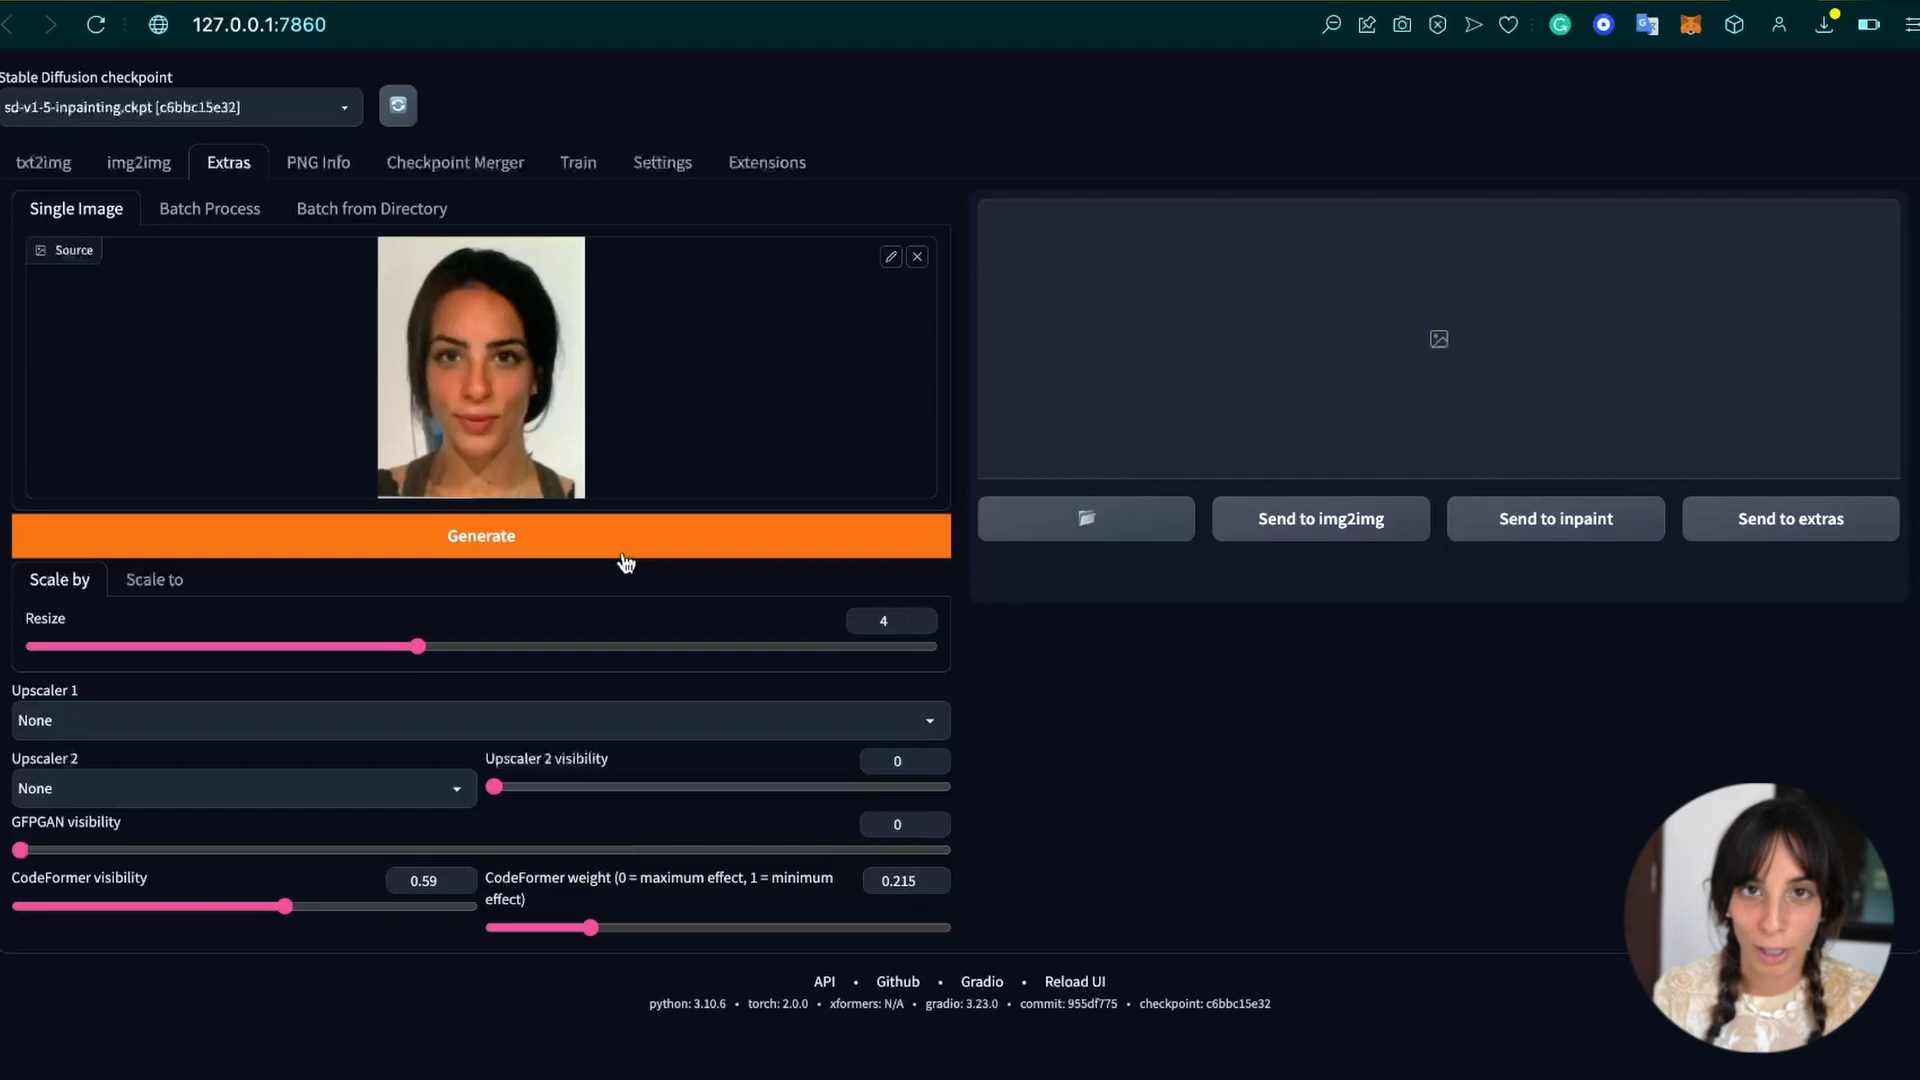 127.0.0.1:7860
Stable Diffusion checkpoint
sd-v1-5-inpainting.ckpt [c6bbc15e32]
txt2img img2img Extras PNG Info Checkpoint Merger Train Settings Extensions
Single Image Batch Process Batch from Directory
Source
Generate
Send to img2img Send to inpaint Send to extras
Scale by Scale to
Resize 4
Upscaler 1
None
Upscaler 2 Upscaler 2 visibility 0
None
GFPGAN visibility 0
CodeFormer visibility 0.59 CodeFormer weight (0 = maximum effect, 1 = minimum effect) 0.215
API • Github • Gradio • Reload UI
python: 3.10.6 • torch: 2.0.0 • xformers: N/A • gradio: 3.23.0 • commit: 955df775 • checkpoint: c6bbc15e32